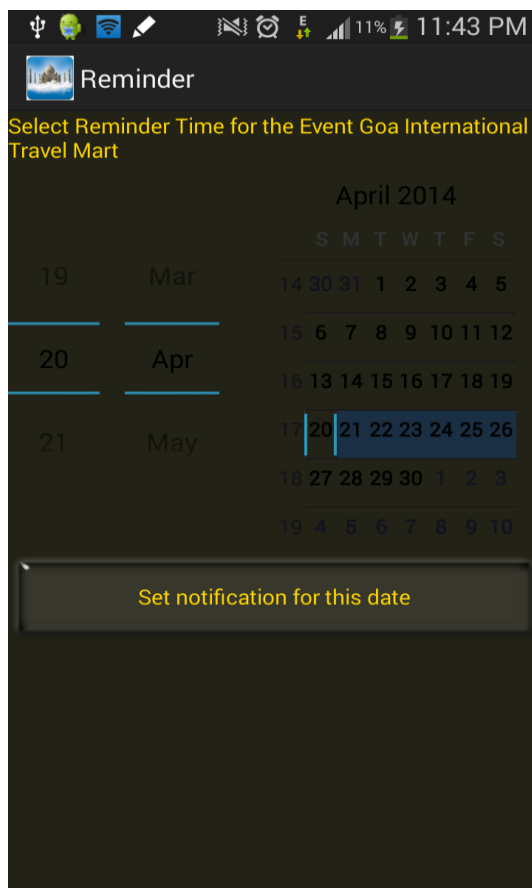 E
11% 11:43 PM
Reminder
Select Reminder Time for the Event Goa International
Travel Mart
19 Mar
20 Apr
21 May
April 2014
S M T W T F S
14 30 31 1 2 3 4 5
15 6 7 8 9 10 11 12
16 13 14 15 16 17 18 19
17 20 21 22 23 24 25 26
18 27 28 29 30 1 2 3
19 4 5 6 7 8 9 10
Set notification for this date